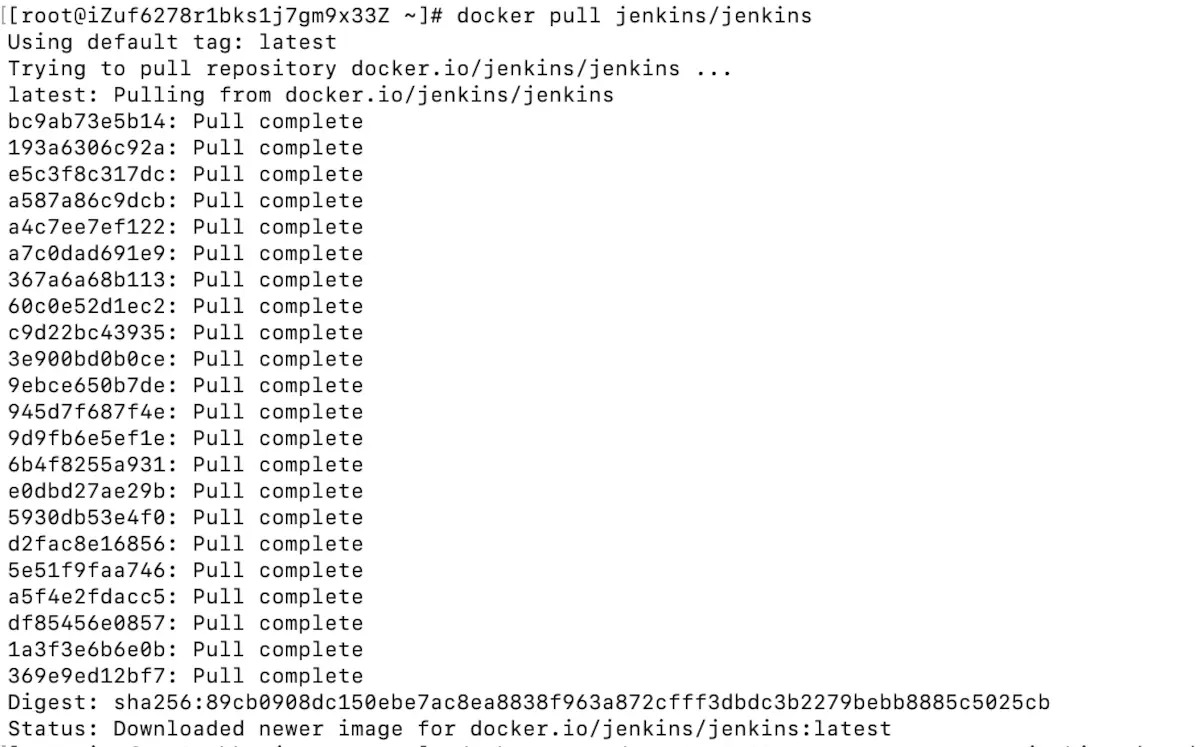 [[root@iZuf6278r1bks1j7gm9x33Z ~]# docker pull jenkins/jenkins
Using default tag: latest
Trying to pull repository docker.io/jenkins/jenkins ...
latest: Pulling from docker.io/jenkins/jenkins
bc9ab73e5b14: Pull complete
193a6306c92a: Pull complete
e5c3f8c317dc: Pull complete
a587a86c9dcb: Pull complete
a4c7ee7ef122: Pull complete
a7c0dad691e9: Pull complete
367a6a68b113: Pull complete
60c0e52d1ec2: Pull complete
c9d22bc43935: Pull complete
3e900bd0b0ce: Pull complete
9ebce650b7de: Pull complete
945d7f687f4e: Pull complete
9d9fb6e5ef1e: Pull complete
6b4f8255a931: Pull complete
e0dbd27ae29b: Pull complete
5930db53e4f0: Pull complete
d2fac8e16856: Pull complete
5e51f9faa746: Pull complete
a5f4e2fdacc5: Pull complete
df85456e0857: Pull complete
1a3f3e6b6e0b: Pull complete
369e9ed12bf7: Pull complete
Digest: sha256:89cb0908dc150ebe7ac8ea8838f963a872cfff3dbdc3b2279bebb8885c5025cb
Status: Downloaded newer image for docker.io/jenkins/jenkins:latest